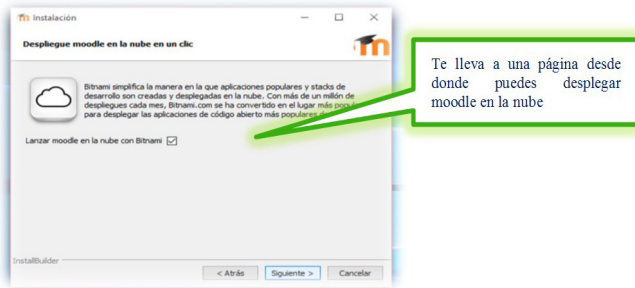 Instalación
Despliegue moodle en la nube en un clic
Bitnami simplifica la manera en la que aplicaciones populares y stacks de
desarrollo son creadas y desplegadas en la nube. Con más de un millón de
despliegues cada mes, Bitnami.com se ha convertido en el lugar más
para desplegar las aplicaciones de código abierto más populares
Lanzar moodle en la nube con Bitnami
InstallBuilder
< Atrás
Siguiente >
Cancelar
Te lleva a una página desde
donde puedes desplegar
moodle en la nube